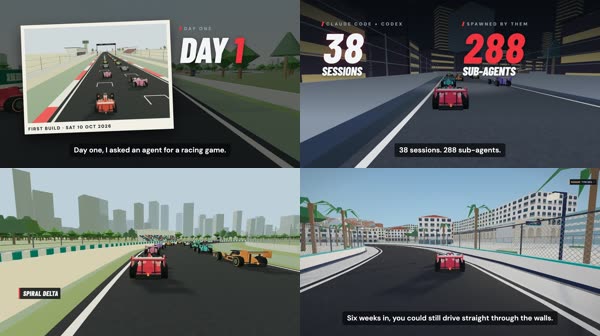 DAY ONE
DAY 1
FIRST BUILD · SAT 10 OCT 2026
Day one, I asked an agent for a racing game.
CLAUDE CODE + CODEX
38
SESSIONS
SPAWNED BY THEM
288
SUB-AGENTS
38 sessions. 288 sub-agents.
SPIRAL DELTA
Six weeks in, you could still drive straight through the walls.